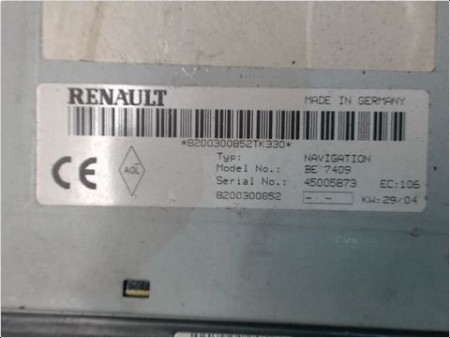 RENAULT MADE IN GERMANY
*8200300852TK330*
Typ: NAVIGATION
Model No.: BE 7409
Serial No.: 45005873 EC:106
8200300852 - - KW:29/04
CE AGL